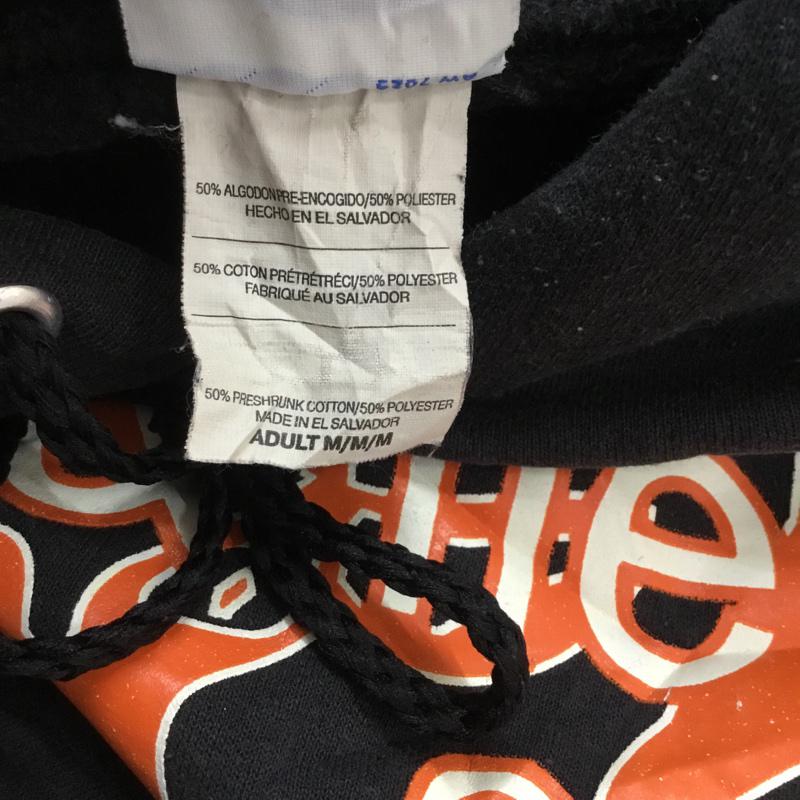 50% ALGODON PRE-ENCOGIDO/50% POLIESTER
HECHO EN EL SALVADOR
50% COTON PRÉTRÉTRÉCI/50% POLYESTER
FABRIQUÉ AU SALVADOR
50% PRESHRUNK COTTON/50% POLYESTER
MADE IN EL SALVADOR
ADULT M/M/M